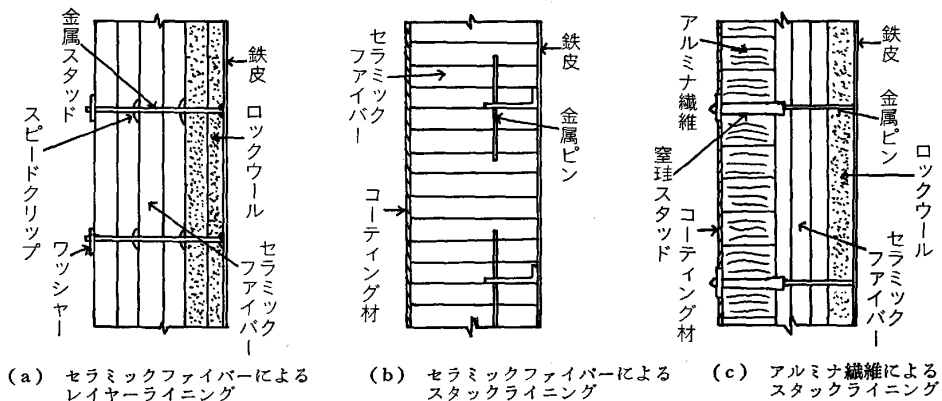 金属スタッド
鉄皮
スピードクリップ
ロックウール
ワッシャー
セラミック
ファイバー
(a) セラミックファイバーによる
レイヤーライニング
セラミック
ファイバー
鉄皮
金属ピン
コーティング材
(b) セラミックファイバーによる
スタックライニング
アルミナ繊維
鉄皮
金属ピン
窒珪スタッド
ロックウール
コーティング材
セラミック
ファイバー
(c) アルミナ繊維による
スタックライニング